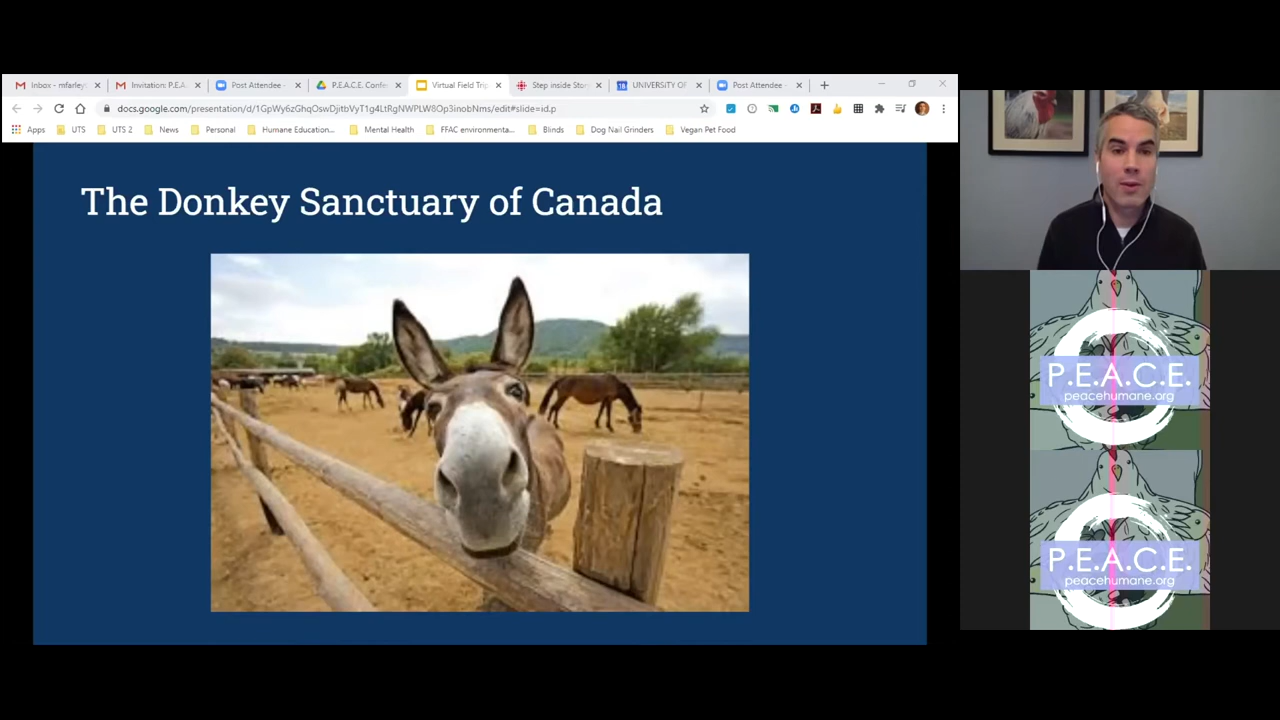 Inbox - mfarley
Invitation: P.E.A
Post Attendee -
P.E.A.C.E. Confe
Virtual Field Trip
Step inside Story
UNIVERSITY OF
Post Attendee -
docs.google.com/presentation/d/1GpWy6zGhqOswDjitbVyT1g4LtRgNWPLW8Op3inobNms/edit#slide=id.p
Apps
UTS
UTS 2
News
Personal
Humane Education...
Mental Health
FFAC environmenta...
Blinds
Dog Nail Grinders
Vegan Pet Food
The Donkey Sanctuary of Canada
P.E.A.C.E.
peacehumane.org
P.E.A.C.E.
peacehumane.org